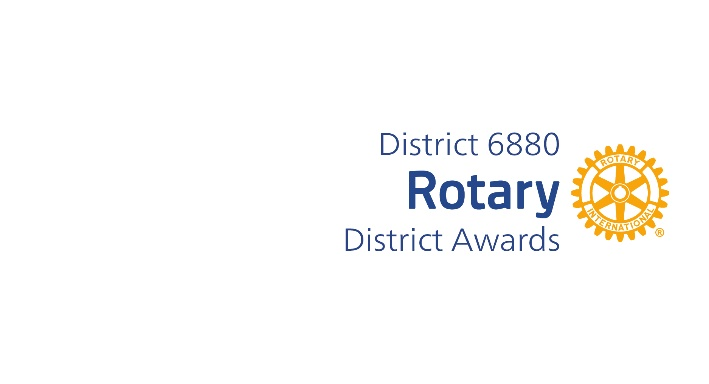 District 6880
Rotary
District Awards
ROTARY
INTERNATIONAL
®